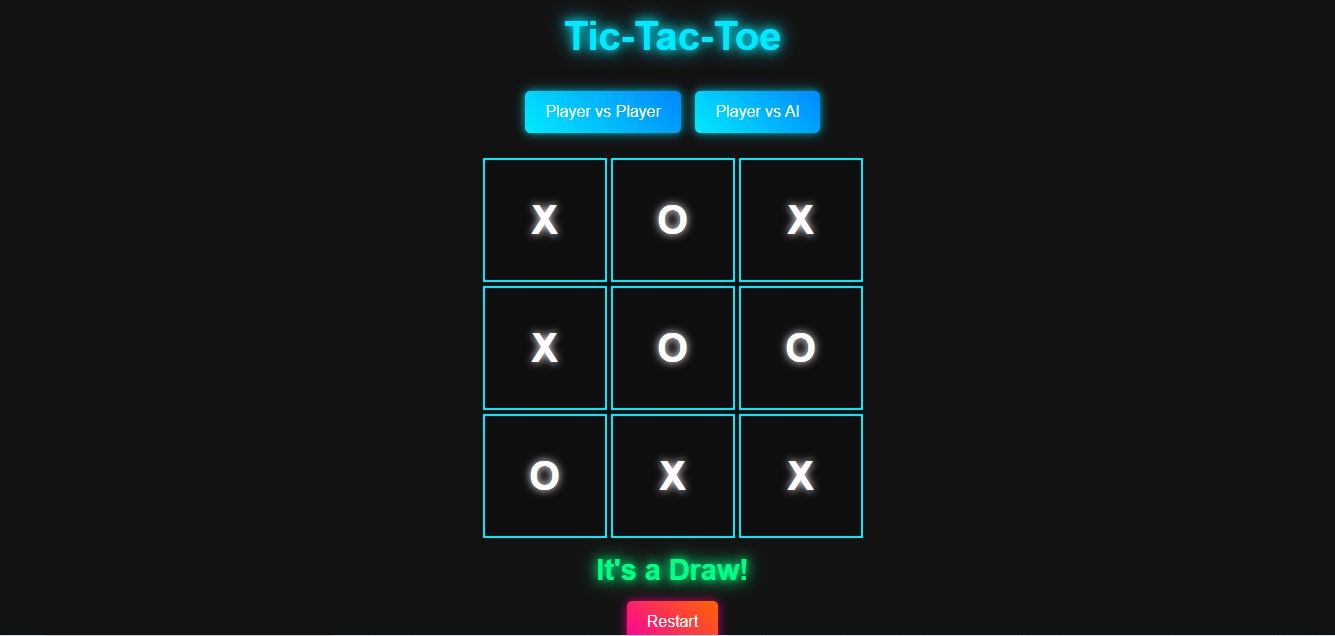 Tic-Tac-Toe
Player vs Player Player vs AI
X O X
X O O
O X X
It's a Draw!
Restart